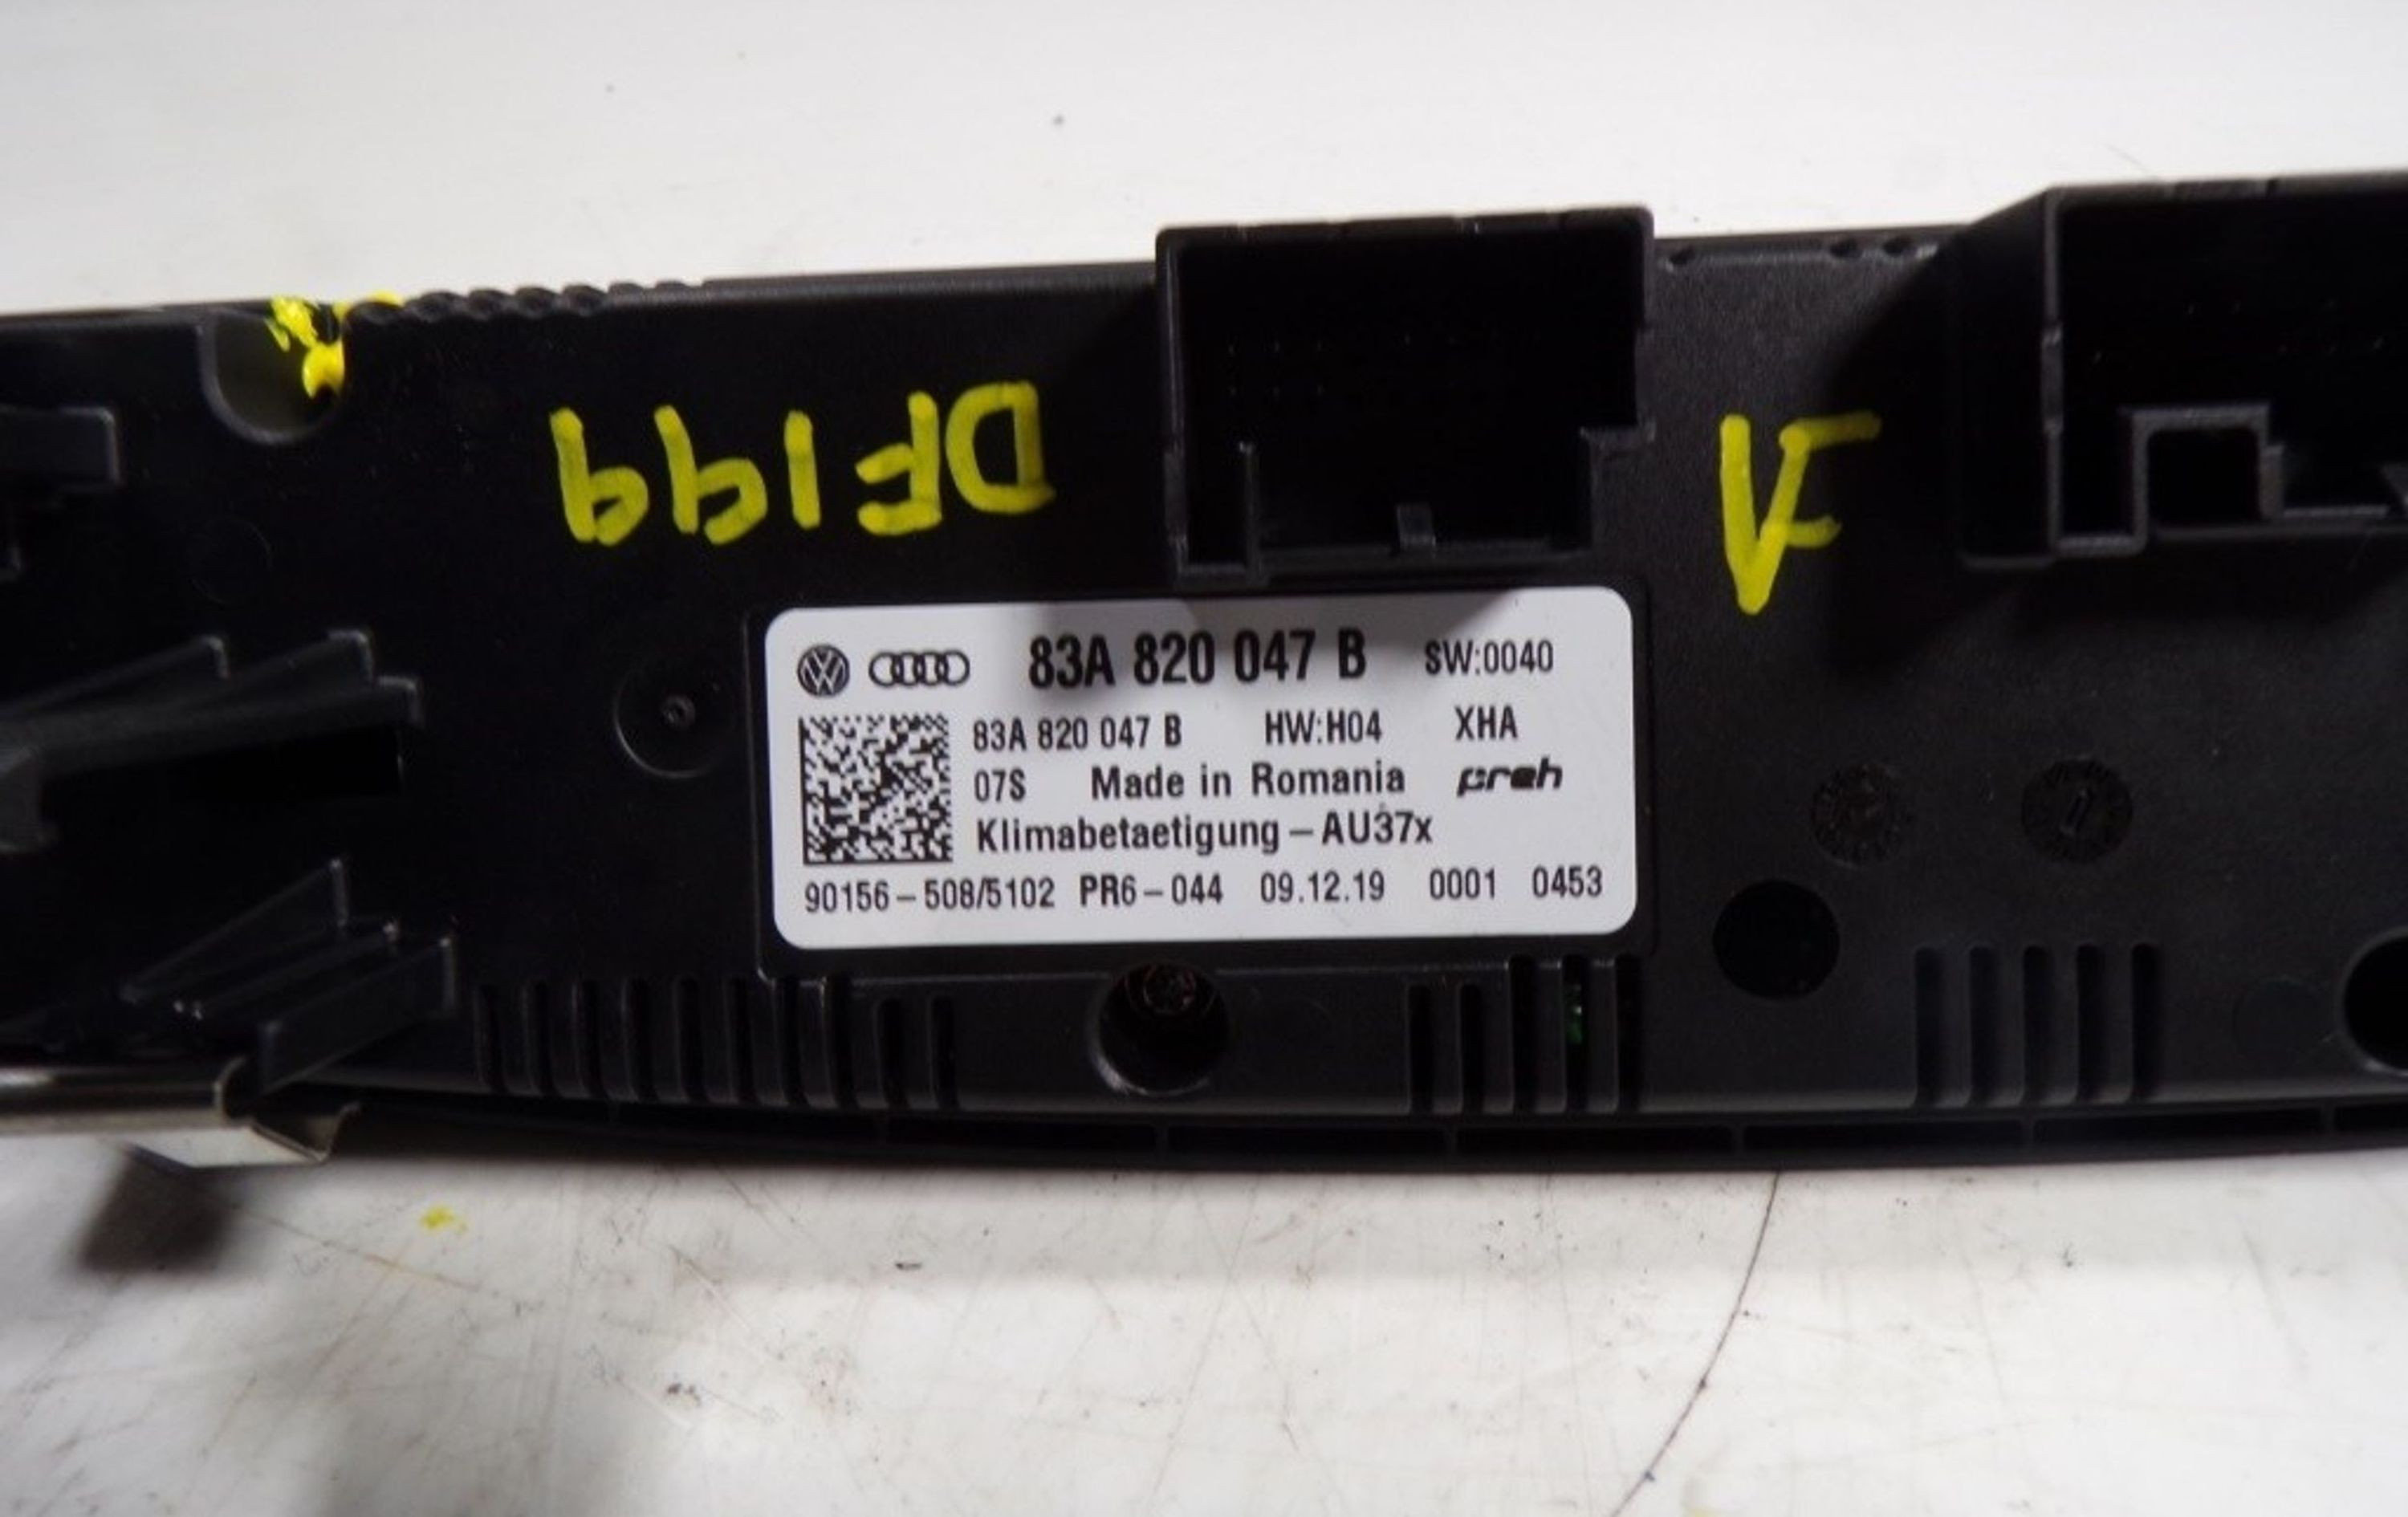 DF199
VF
83A 820 047 B SW:0040
83A 820 047 B HW:H04 XHA
07S Made in Romania preh
Klimabetaetigung – AU37x
90156 – 508/5102 PR6 – 044 09.12.19 0001 0453